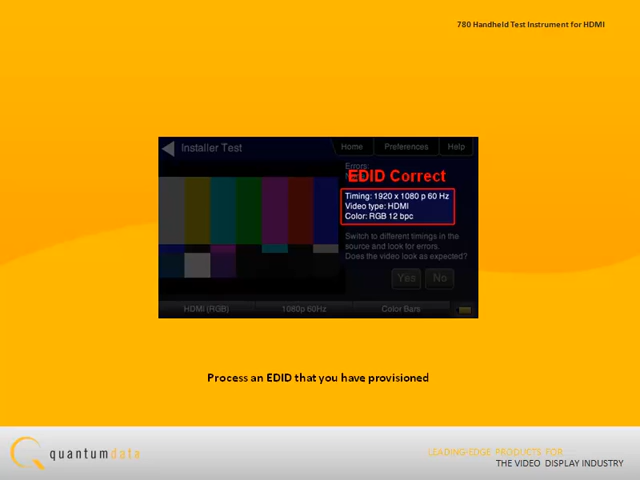 780 Handheld Test Instrument for HDMI
Installer Test
Home
Preferences
Help
Errors:
EDID Correct
Timing: 1920 x 1080 p 60 Hz
Video type: HDMI
Color: RGB 12 bpc
Switch to different timings in the
source and look for errors.
Does the video look as expected?
Yes
No
HDMI (RGB)
1080p 60Hz
Color Bars
Process an EDID that you have provisioned
quantumdata
LEADING-EDGE PRODUCTS FOR
THE VIDEO DISPLAY INDUSTRY